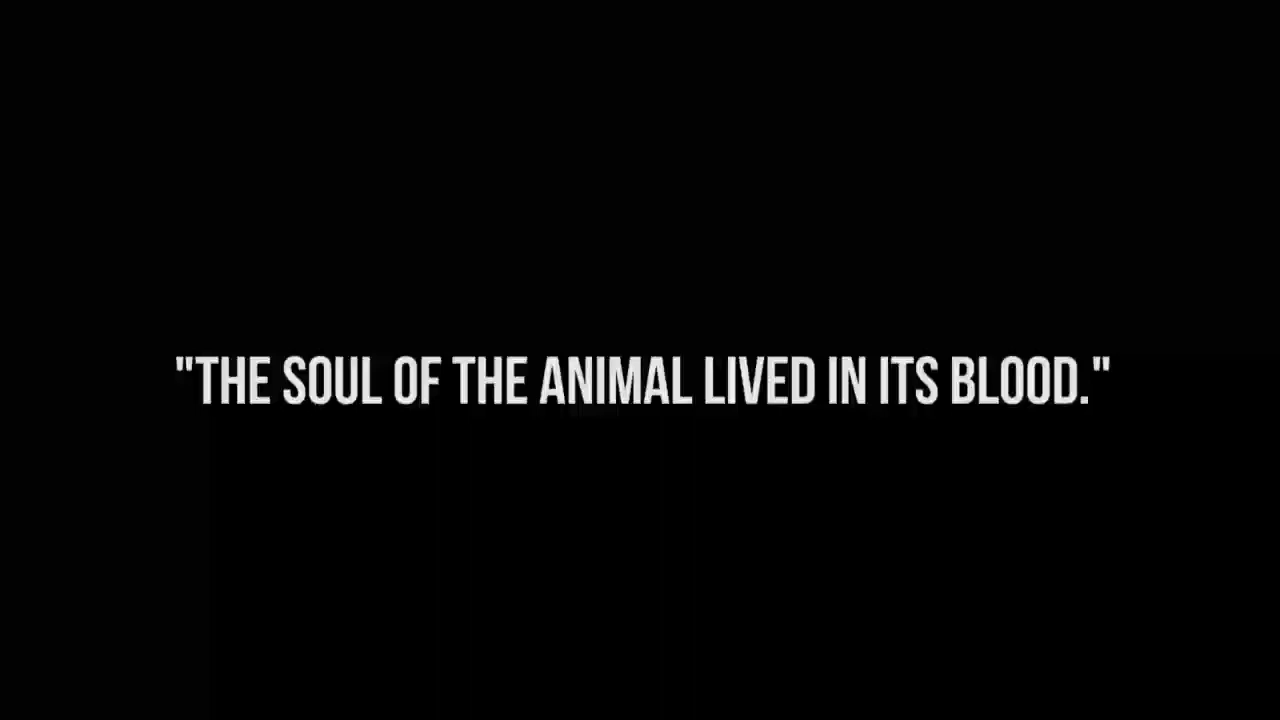 "THE SOUL OF THE ANIMAL LIVED IN ITS BLOOD."